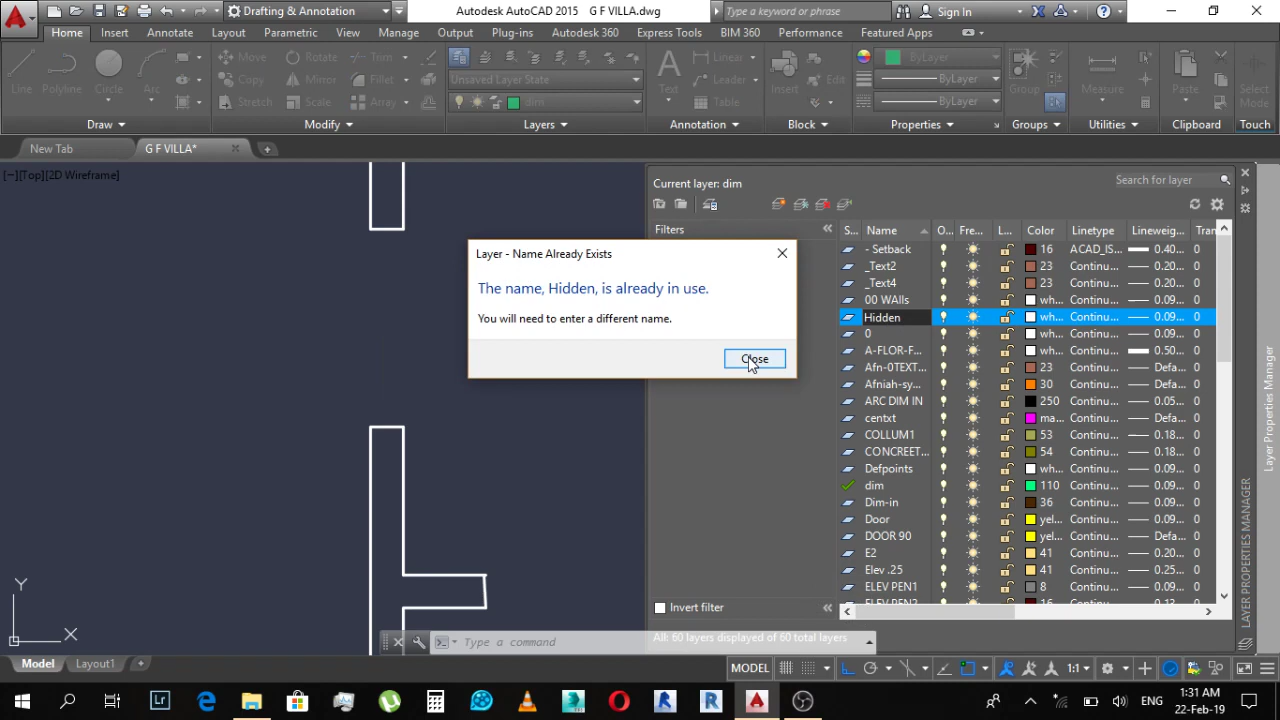 Drafting & Annotation
Autodesk AutoCAD 2015 G F VILLA.dwg
Type a keyword or phrase
Sign In
Home Insert Annotate Layout Parametric View Manage Output Plug-ins Autodesk 360 Express Tools BIM 360 Performance Featured Apps
Line Polyline Circle Arc
Move Rotate Trim
Copy Mirror Fillet
Stretch Scale Array
Unsaved Layer State
dim
Text
Linear
Leader
Table
Insert
Edit
ByLayer
ByLayer
ByLayer
Group
Measure
Paste
Select Mode
Draw Modify Layers Annotation Block Properties Groups Utilities Clipboard Touch
New Tab
G F VILLA*
[−][Top][2D Wireframe]
Current layer: dim
Search for layer
Filters
S... Name O.. Fre... L... Color Linetype Lineweig... Tran
- Setback 16 ACAD_IS... 0.40... 0
_Text2 23 Continu... 0.20... 0
_Text4 23 Continu... 0.20... 0
00 WAlls wh... Continu... 0.09... 0
Hidden wh... Continu... 0.09... 0
0 wh... Continu... 0.09... 0
A-FLOR-F... wh... Continu... 0.50... 0
Afn-0TEXT... 23 Continu... Defa... 0
Afniah-sy... 30 Continu... Defa... 0
ARC DIM IN 250 Continu... 0.05... 0
centxt ma... Continu... Defa... 0
COLLUM1 53 Continu... 0.18... 0
CONCREET... 54 Continu... 0.18... 0
Defpoints wh... Continu... 0.09... 0
dim 110 Continu... 0.09... 0
Dim-in 36 Continu... 0.09... 0
Door yel... Continu... 0.09... 0
DOOR 90 yel... Continu... Defa... 0
E2 41 Continu... 0.20... 0
Elev .25 41 Continu... 0.25... 0
ELEV PEN1 8 Continu... 0.09... 0
Layer - Name Already Exists
The name, Hidden, is already in use.
You will need to enter a different name.
Close
Invert filter
All: 60 layers displayed of 60 total layers
Layer Properties Manager
LAYER PROPERTIES MANAGER
Y
X
Type a command
Model Layout1
MODEL
1:1
Lr
R
R
A
ENG
1:31 AM
22-Feb-19